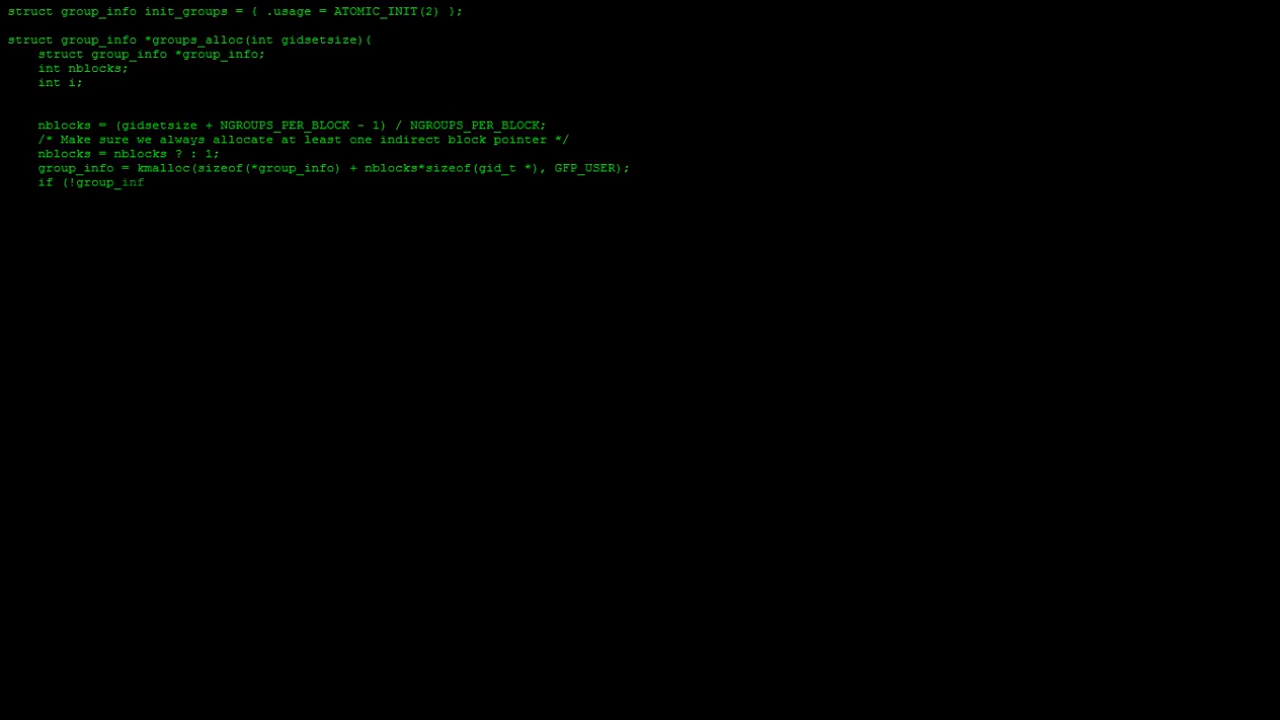 struct group_info init_groups = { .usage = ATOMIC_INIT(2) };
struct group_info *groups_alloc(int gidsetsize){
struct group_info *group_info;
int nblocks;
int i;
nblocks = (gidsetsize + NGROUPS_PER_BLOCK - 1) / NGROUPS_PER_BLOCK;
/* Make sure we always allocate at least one indirect block pointer */
nblocks = nblocks ? : 1;
group_info = kmalloc(sizeof(*group_info) + nblocks*sizeof(gid_t *), GFP_USER);
if (!group_inf